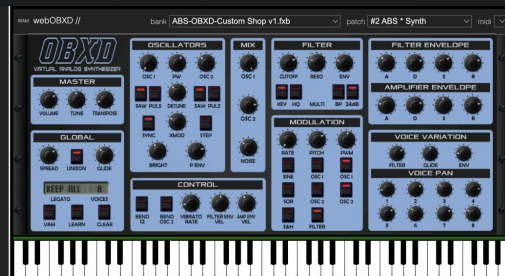 WAM webOBXD // bank ABS-OBXD-Custom Shop v1.fxb patch #2 ABS * Synth midi
OBXD
VIRTUAL ANALOG SYNTHESIZER
MASTER
VOLUME TUNE TRANSPOSE
GLOBAL
SPREAD UNISON GLIDE
KEEP ALL 8
LEGATO VOICES
VAM LEARN CLEAR
OSCILLATORS
OSC 1 PW OSC 2
SAW PULS DETUNE SAW PULS
SYNC XMOD STEP
BRIGHT P ENV
MIX
OSC 1
OSC 2
NOISE
CONTROL
BEND 12 BEND OSC 2 VIBRATO RATE FILTER ENV VEL AMP ENV VEL
FILTER
CUTOFF RESO ENV
KEY HQ MULTI BP 24dB
MODULATION
RATE PITCH PWM
SINE OSC 1 OSC 1
SQR OSC 2 OSC 2
S&H FILTER
FILTER ENVELOPE
A D S R
AMPLIFIER ENVELOPE
A D S R
VOICE VARIATION
FILTER GLIDE ENV
VOICE PAN
1 2 3 4
5 6 7 8